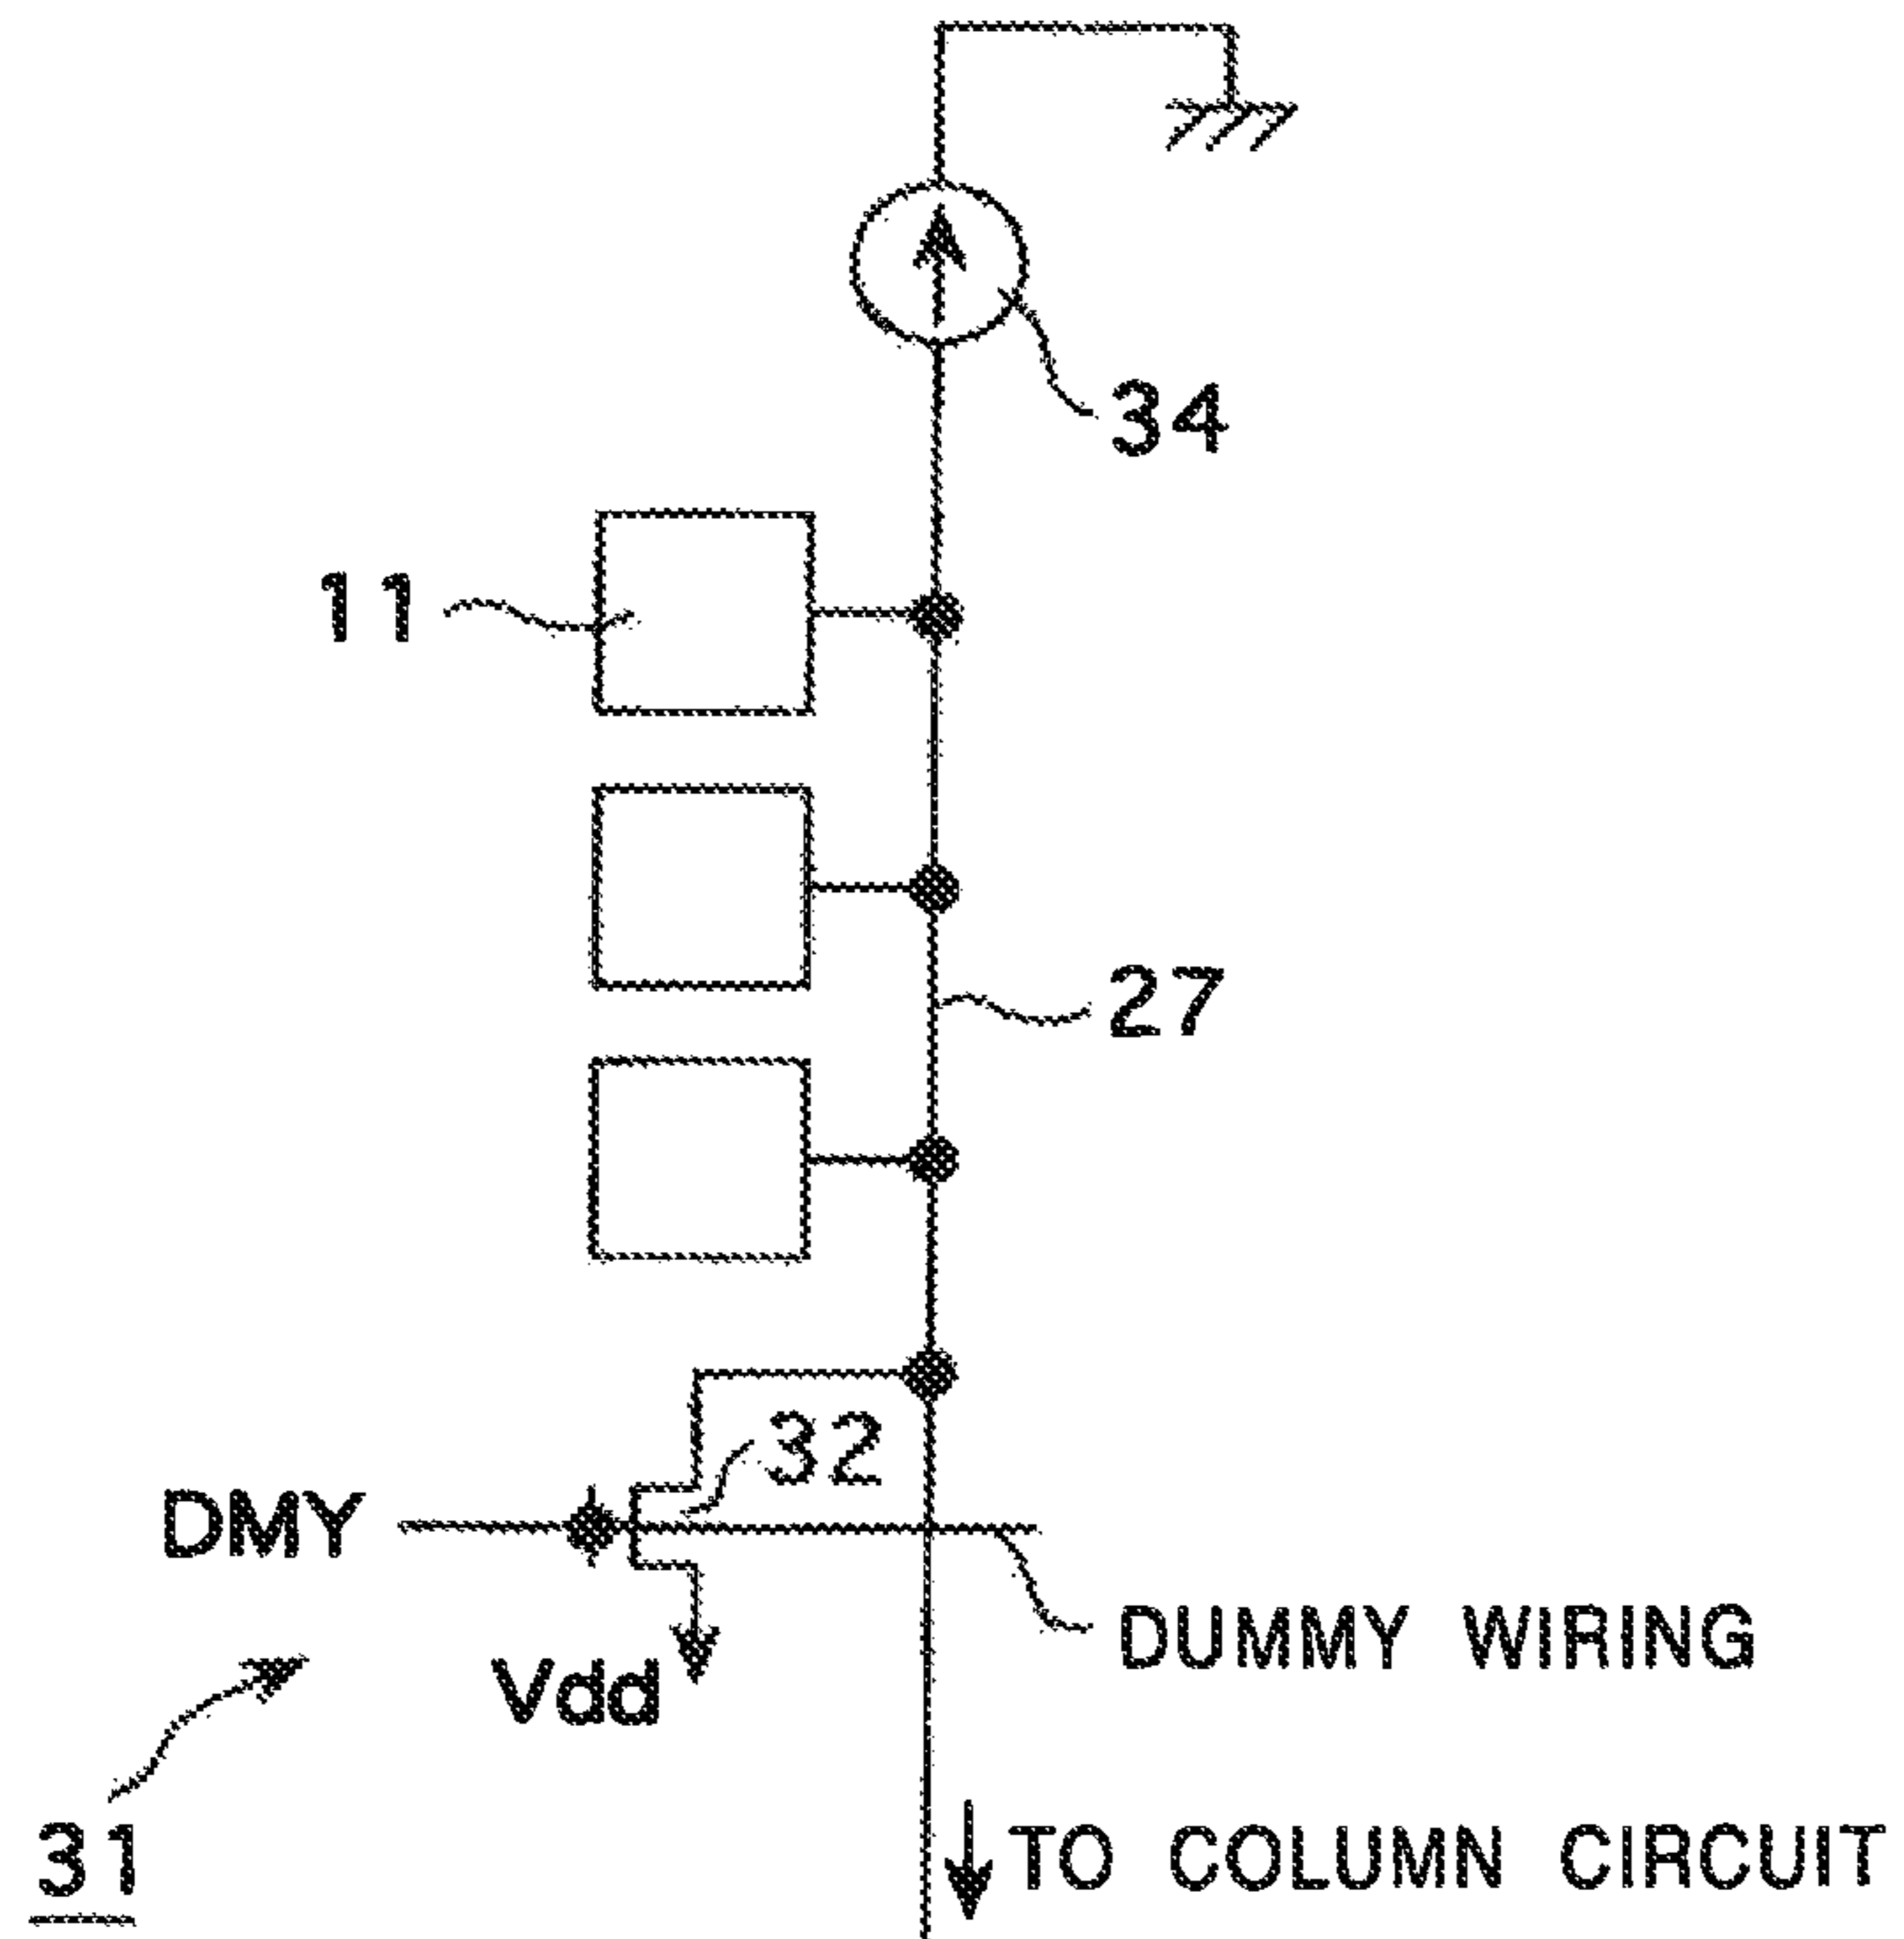 34
11
27
32
DMY
DUMMY WIRING
Vdd
31
TO COLUMN CIRCUIT